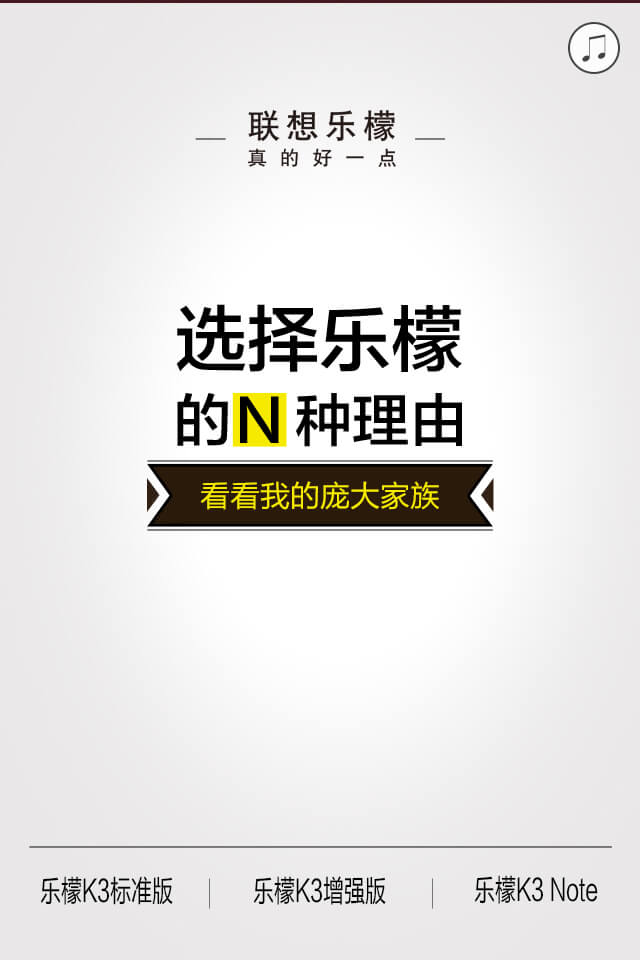 联想乐檬
真的好一点
选择乐檬
的N种理由
看看我的庞大家族
乐檬K3标准版
乐檬K3增强版
乐檬K3 Note